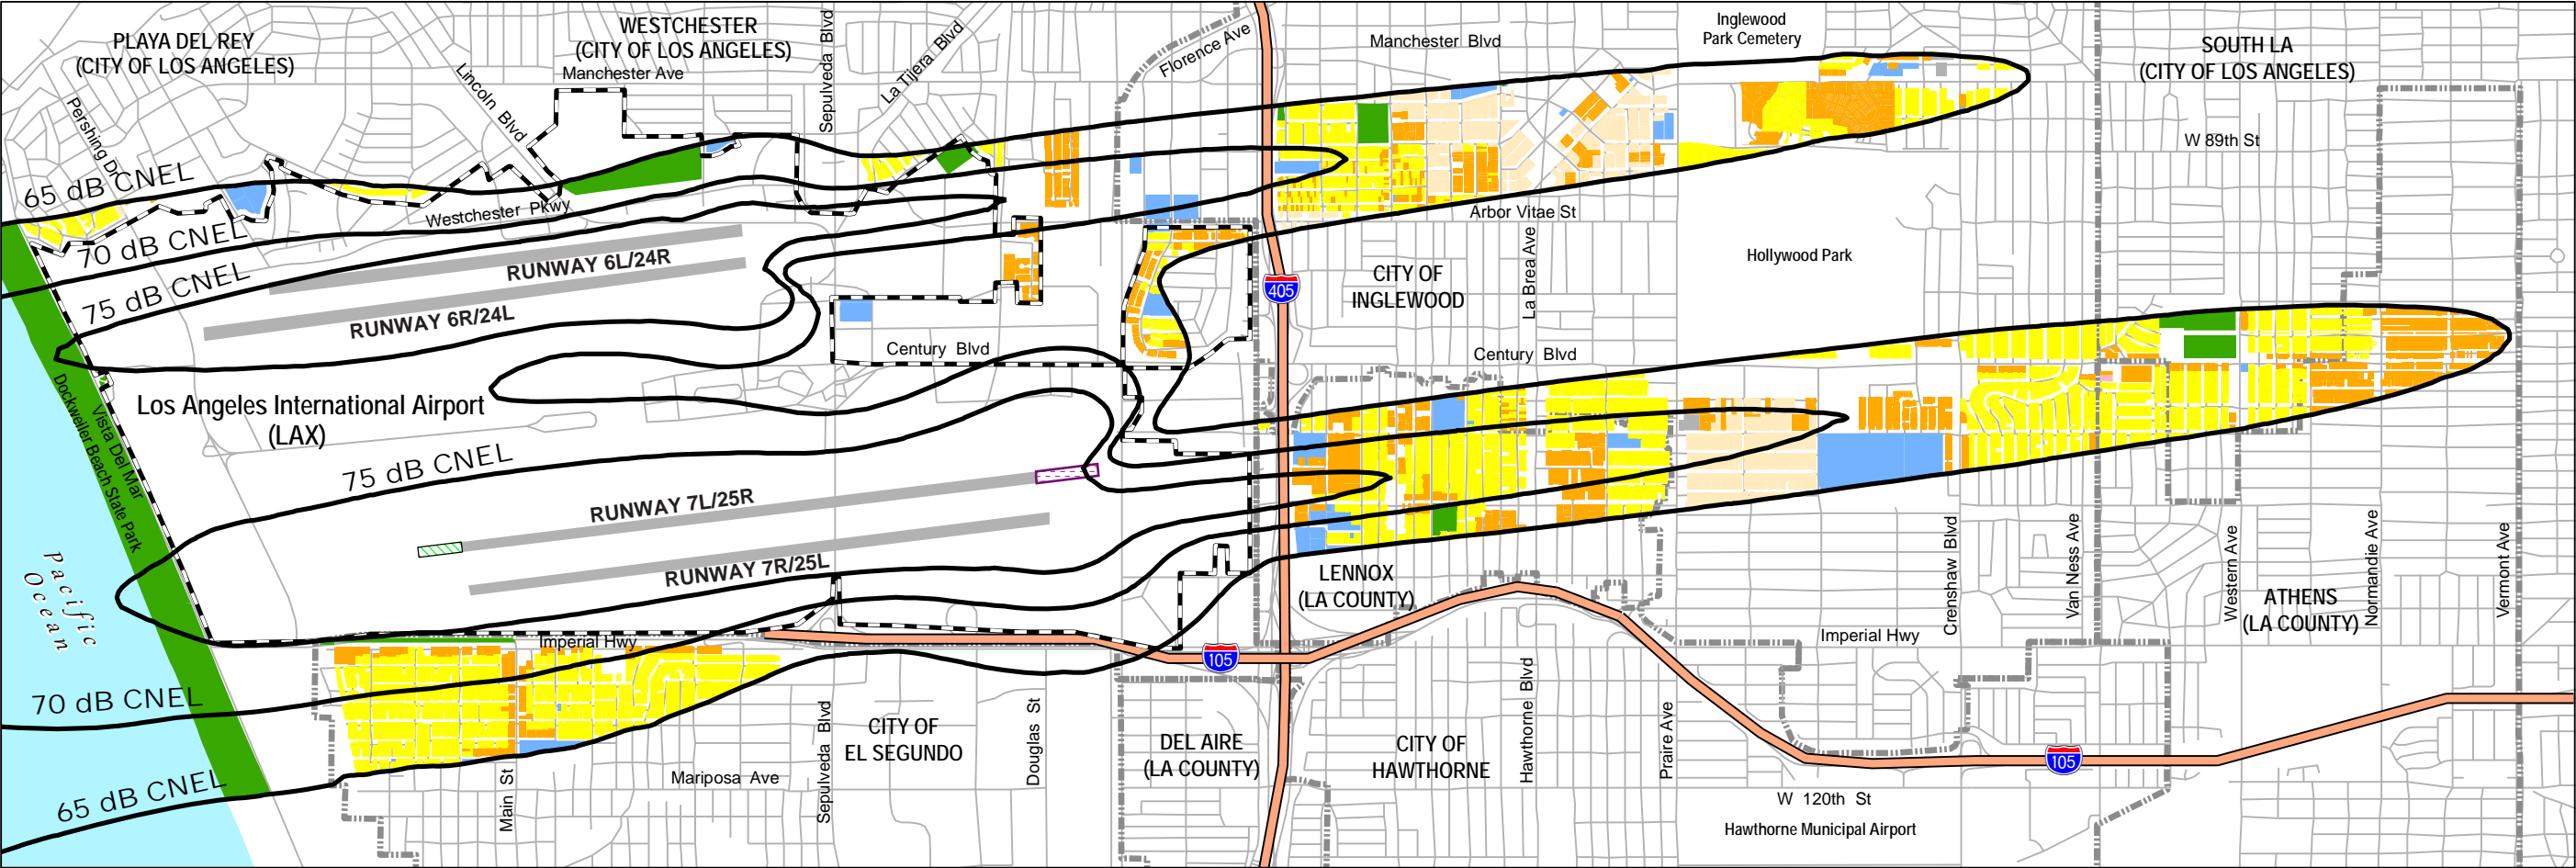 PLAYA DEL REY
(CITY OF LOS ANGELES)
WESTCHESTER
(CITY OF LOS ANGELES)
Manchester Ave
Sepulveda Blvd
La Tijera Blvd
Florence Ave
Manchester Blvd
Inglewood
Park Cemetery
SOUTH LA
(CITY OF LOS ANGELES)
Pershing Dr
Lincoln Blvd
W 89th St
65 dB CNEL
Westchester Pkwy
70 dB CNEL
75 dB CNEL
RUNWAY 6L/24R
RUNWAY 6R/24L
Arbor Vitae St
La Brea Ave
Hollywood Park
CITY OF
INGLEWOOD
405
Century Blvd
Century Blvd
Los Angeles International Airport
(LAX)
Vista Del Mar
Dockweiler Beach State Park
75 dB CNEL
RUNWAY 7L/25R
RUNWAY 7R/25L
Pacific
Ocean
LENNOX
(LA COUNTY)
Crenshaw Blvd
Van Ness Ave
Western Ave
Normandie Ave
Vermont Ave
ATHENS
(LA COUNTY)
Imperial Hwy
Imperial Hwy
105
70 dB CNEL
65 dB CNEL
Main St
Mariposa Ave
Sepulveda Blvd
CITY OF
EL SEGUNDO
Douglas St
DEL AIRE
(LA COUNTY)
CITY OF
HAWTHORNE
Hawthorne Blvd
Praire Ave
105
W 120th St
Hawthorne Municipal Airport